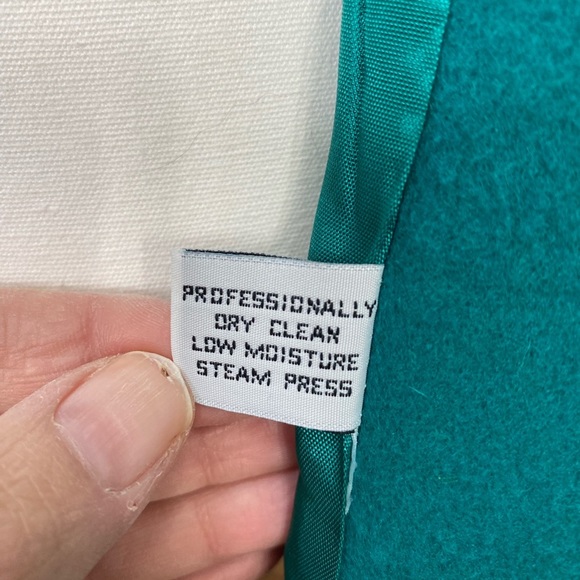 PROFESSIONALLY
DRY CLEAN
LOW MOISTURE
STEAM PRESS